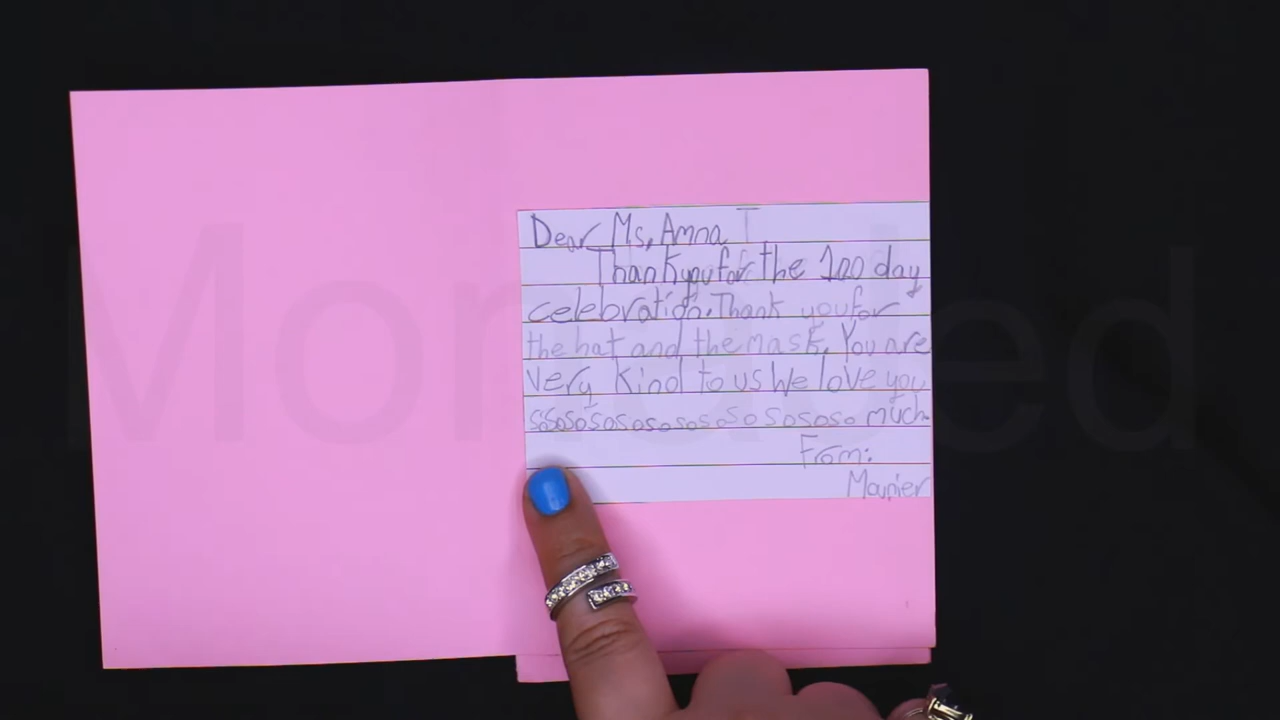 Dear Ms, Amna
Thank you for the 100 day
celebration. Thank you for
the hat and the mask. You are
very kind to us We love you
sosososososososososososo much.
From:
Mounier